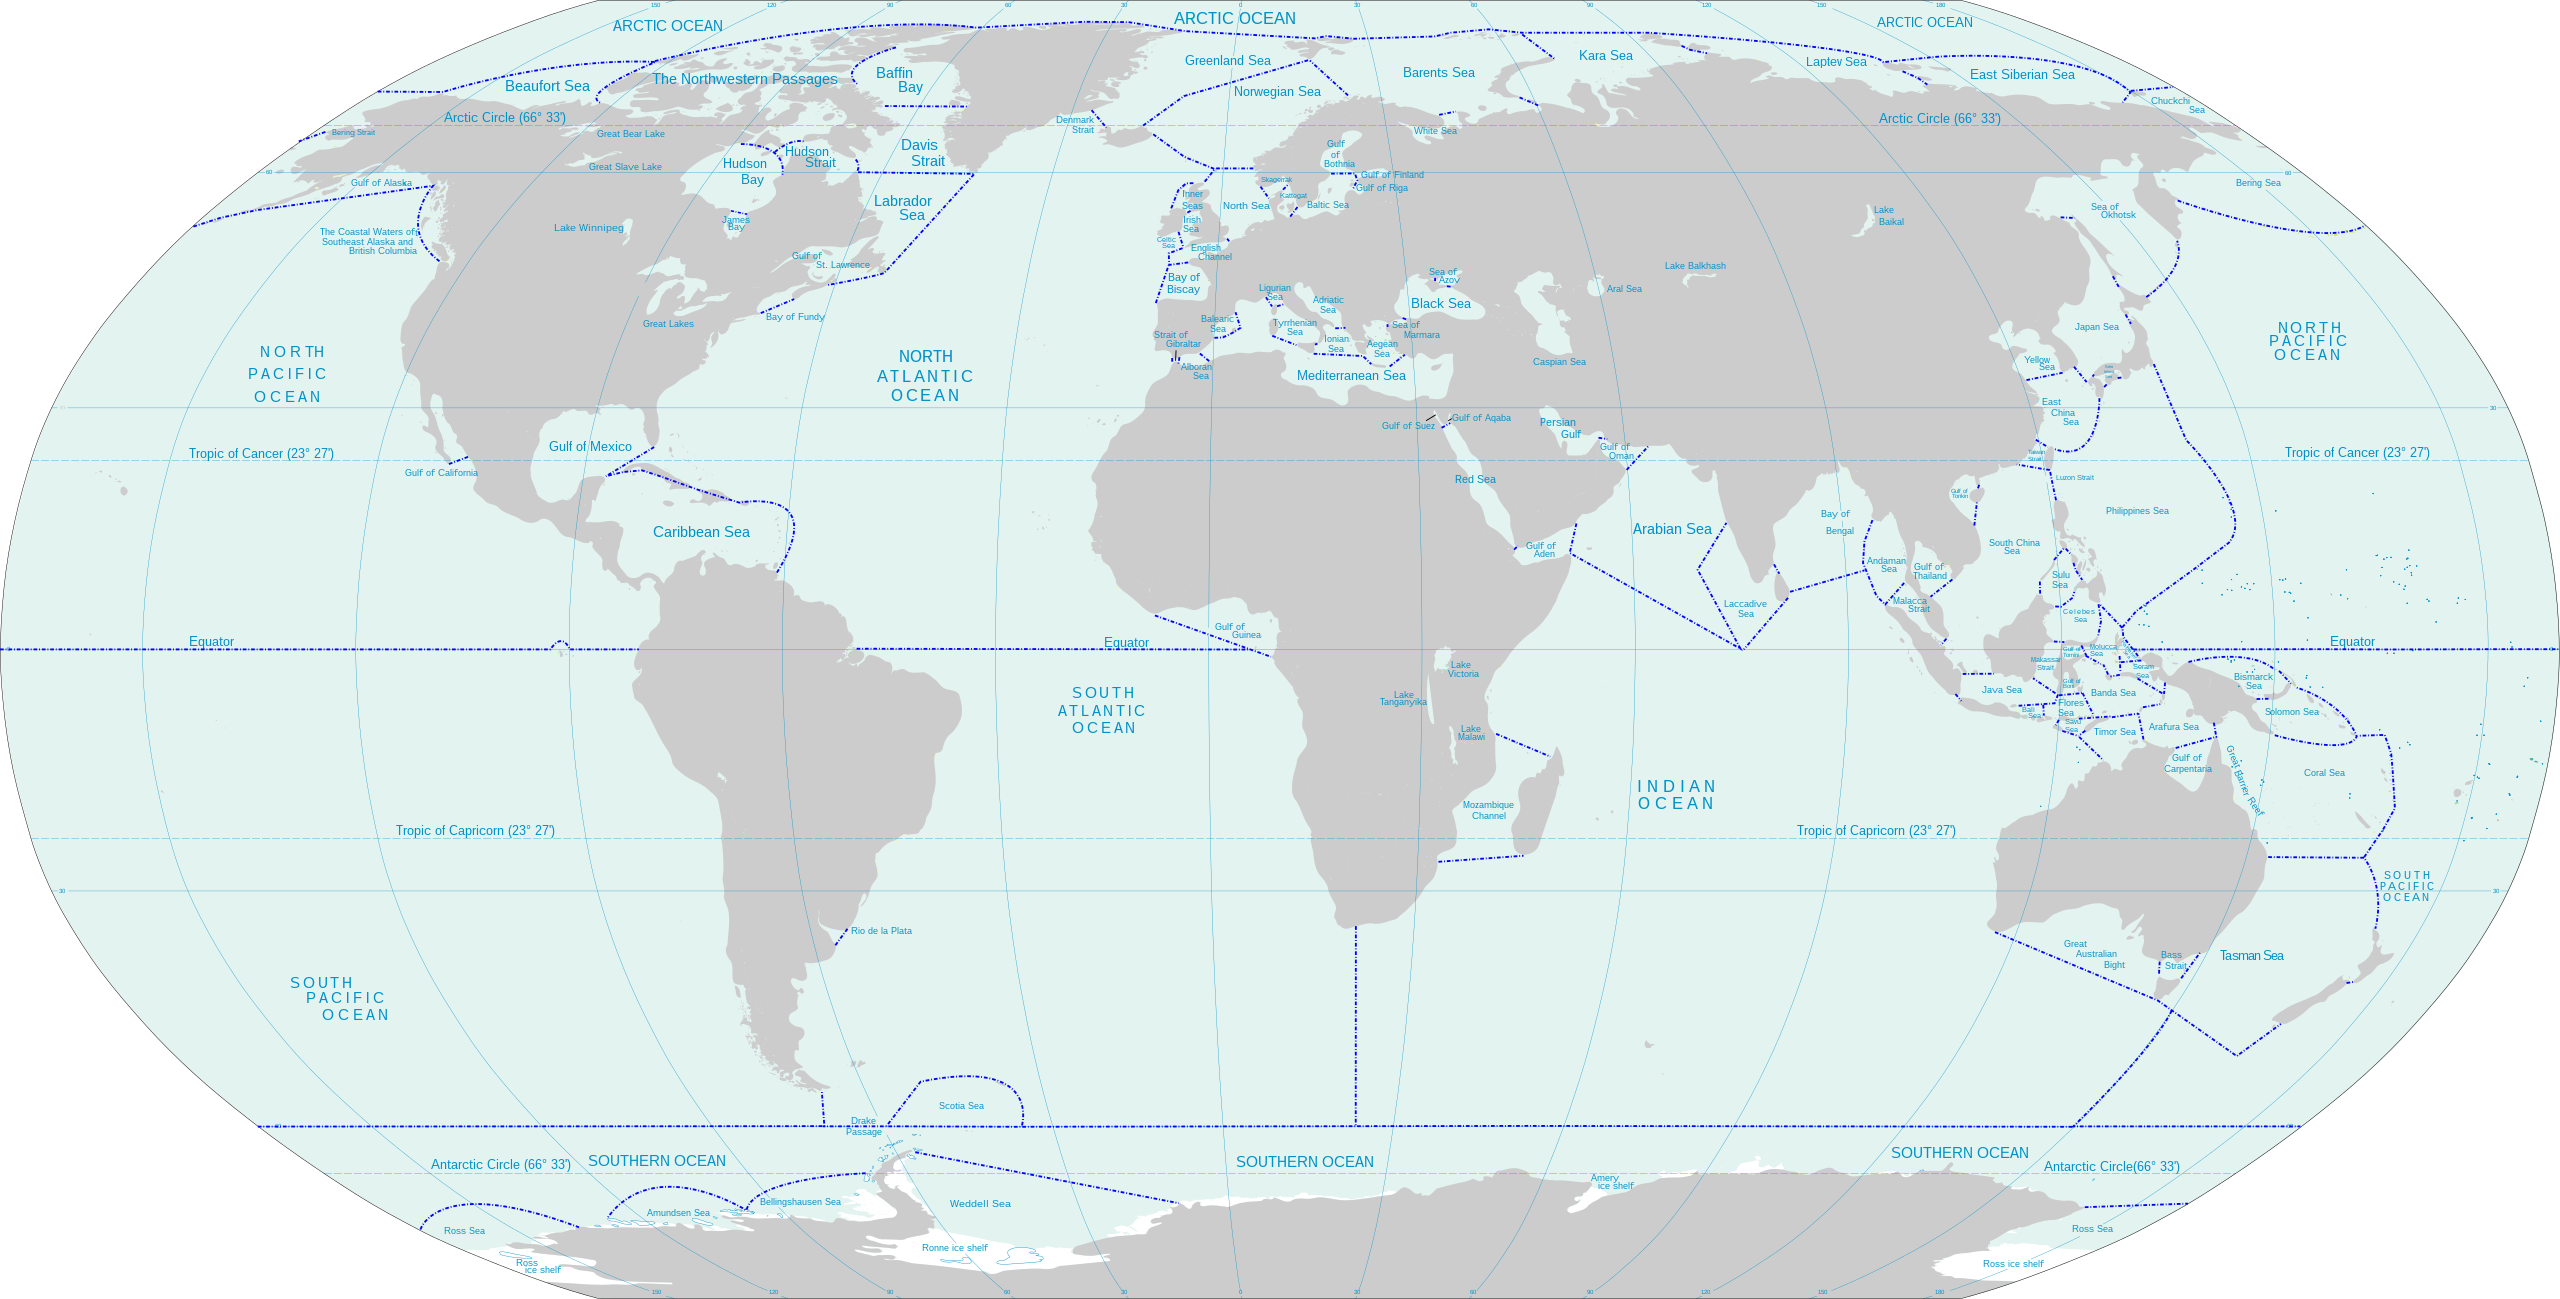 150
120
90
60
30
0
30
60
90
120
150
180
ARCTIC OCEAN
ARCTIC OCEAN
ARCTIC OCEAN
Greenland Sea
Barents Sea
Kara Sea
Laptev Sea
East Siberian Sea
Chuckchi
Sea
Beaufort Sea
The Northwestern Passages
Baffin
Bay
Norwegian Sea
Arctic Circle (66° 33')
Arctic Circle (66° 33')
Bering Strait
Great Bear Lake
Great Slave Lake
Denmark
Strait
White Sea
Hudson
Strait
Hudson
Bay
Davis
Strait
Gulf
of
Bothnia
60
60
Gulf of Alaska
Skagerrak
Kattegat
Gulf of Finland
Gulf of Riga
Baltic Sea
Bering Sea
Labrador
Sea
Inner
Seas
North Sea
Irish
Sea
Lake
Baikal
Sea of
Okhotsk
James
Bay
Lake Winnipeg
The Coastal Waters of
Southeast Alaska and
British Columbia
Celtic
Sea
English
Channel
Gulf of
St. Lawrence
Lake Balkhash
Bay of
Biscay
Sea of
Azov
Black Sea
Aral Sea
Ligurian
Sea
Adriatic
Sea
Great Lakes
Bay of Fundy
Balearic
Sea
Tyrrhenian
Sea
Sea of
Marmara
Japan Sea
Strait of
Gibraltar
Ionian
Sea
Aegean
Sea
Caspian Sea
Yellow
Sea
Alboran
Sea
Mediterranean Sea
NORTH
PACIFIC
OCEAN
NORTH
ATLANTIC
OCEAN
NORTH
PACIFIC
OCEAN
30
East
China
Sea
Gulf of Suez
Gulf of Aqaba
Persian
Gulf
Gulf of
Oman
Tropic of Cancer (23° 27')
Tropic of Cancer (23° 27')
Gulf of Mexico
Gulf of California
Taiwan
Strait
Luzon Strait
Red Sea
Gulf of
Tonkin
Philippines Sea
Caribbean Sea
Arabian Sea
Bay of
Bengal
Gulf of
Aden
South China
Sea
Andaman
Sea
Gulf of
Thailand
Sulu
Sea
Laccadive
Sea
Malacca
Strait
Celebes
Sea
Gulf of
Guinea
Equator
Equator
Equator
Makassar
Strait
Gulf of
Tomini
Molucca
Sea
Seram
Sea
Lake
Victoria
Bismarck
Sea
Gulf of
Boni
Java Sea
Banda Sea
Lake
Tanganyika
Bali
Sea
Flores
Sea
Solomon Sea
Savu
Sea
Timor Sea
Arafura Sea
Lake
Malawi
SOUTH
ATLANTIC
OCEAN
Gulf of
Carpentaria
Great Barrier Reef
Coral Sea
INDIAN
OCEAN
Mozambique
Channel
Tropic of Capricorn (23° 27')
Tropic of Capricorn (23° 27')
SOUTH
PACIFIC
OCEAN
30
30
Rio de la Plata
Great
Australian
Bight
Bass
Strait
Tasman Sea
SOUTH
PACIFIC
OCEAN
Scotia Sea
Drake
Passage
60
60
SOUTHERN OCEAN
SOUTHERN OCEAN
SOUTHERN OCEAN
Antarctic Circle (66° 33')
Antarctic Circle(66° 33')
Amery
ice shelf
Bellingshausen Sea
Weddell Sea
Amundsen Sea
Ross Sea
Ross Sea
Ronne ice shelf
Ross
ice shelf
Ross ice shelf
150
120
90
60
30
0
30
60
90
120
150
180